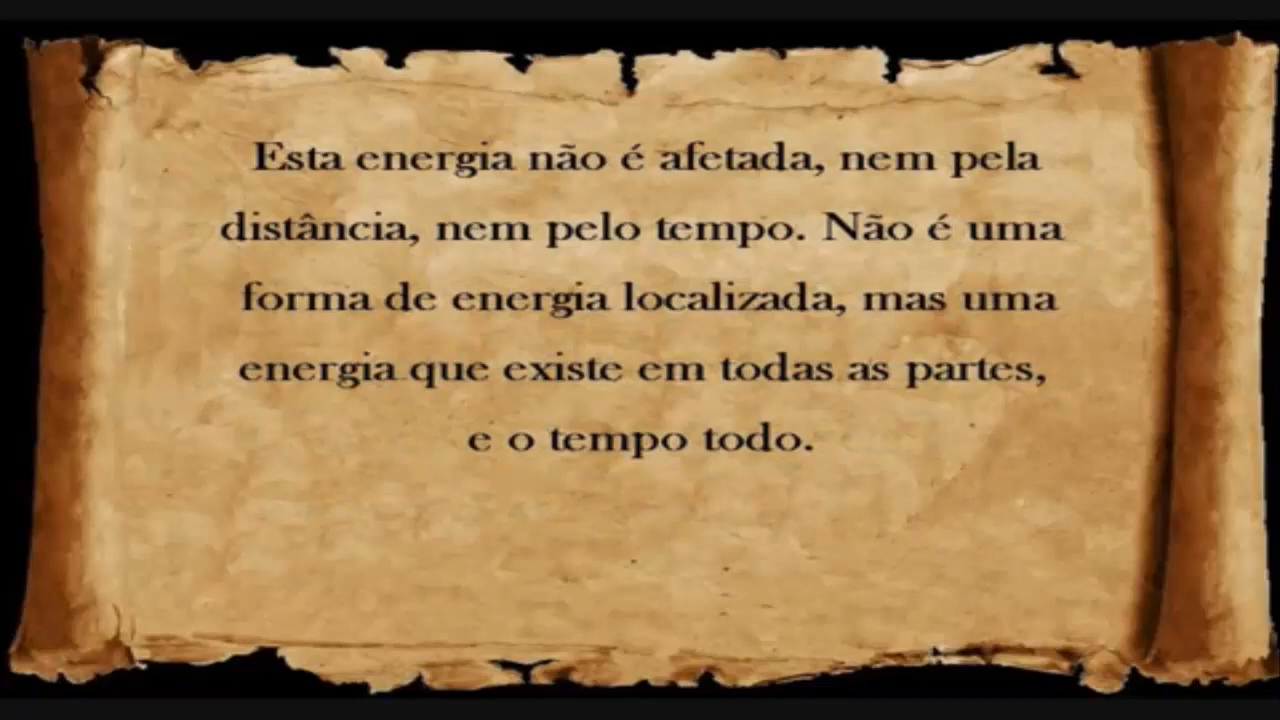 Esta energia não é afetada, nem pela
distância, nem pelo tempo. Não é uma
forma de energia localizada, mas uma
energia que existe em todas as partes,
e o tempo todo.